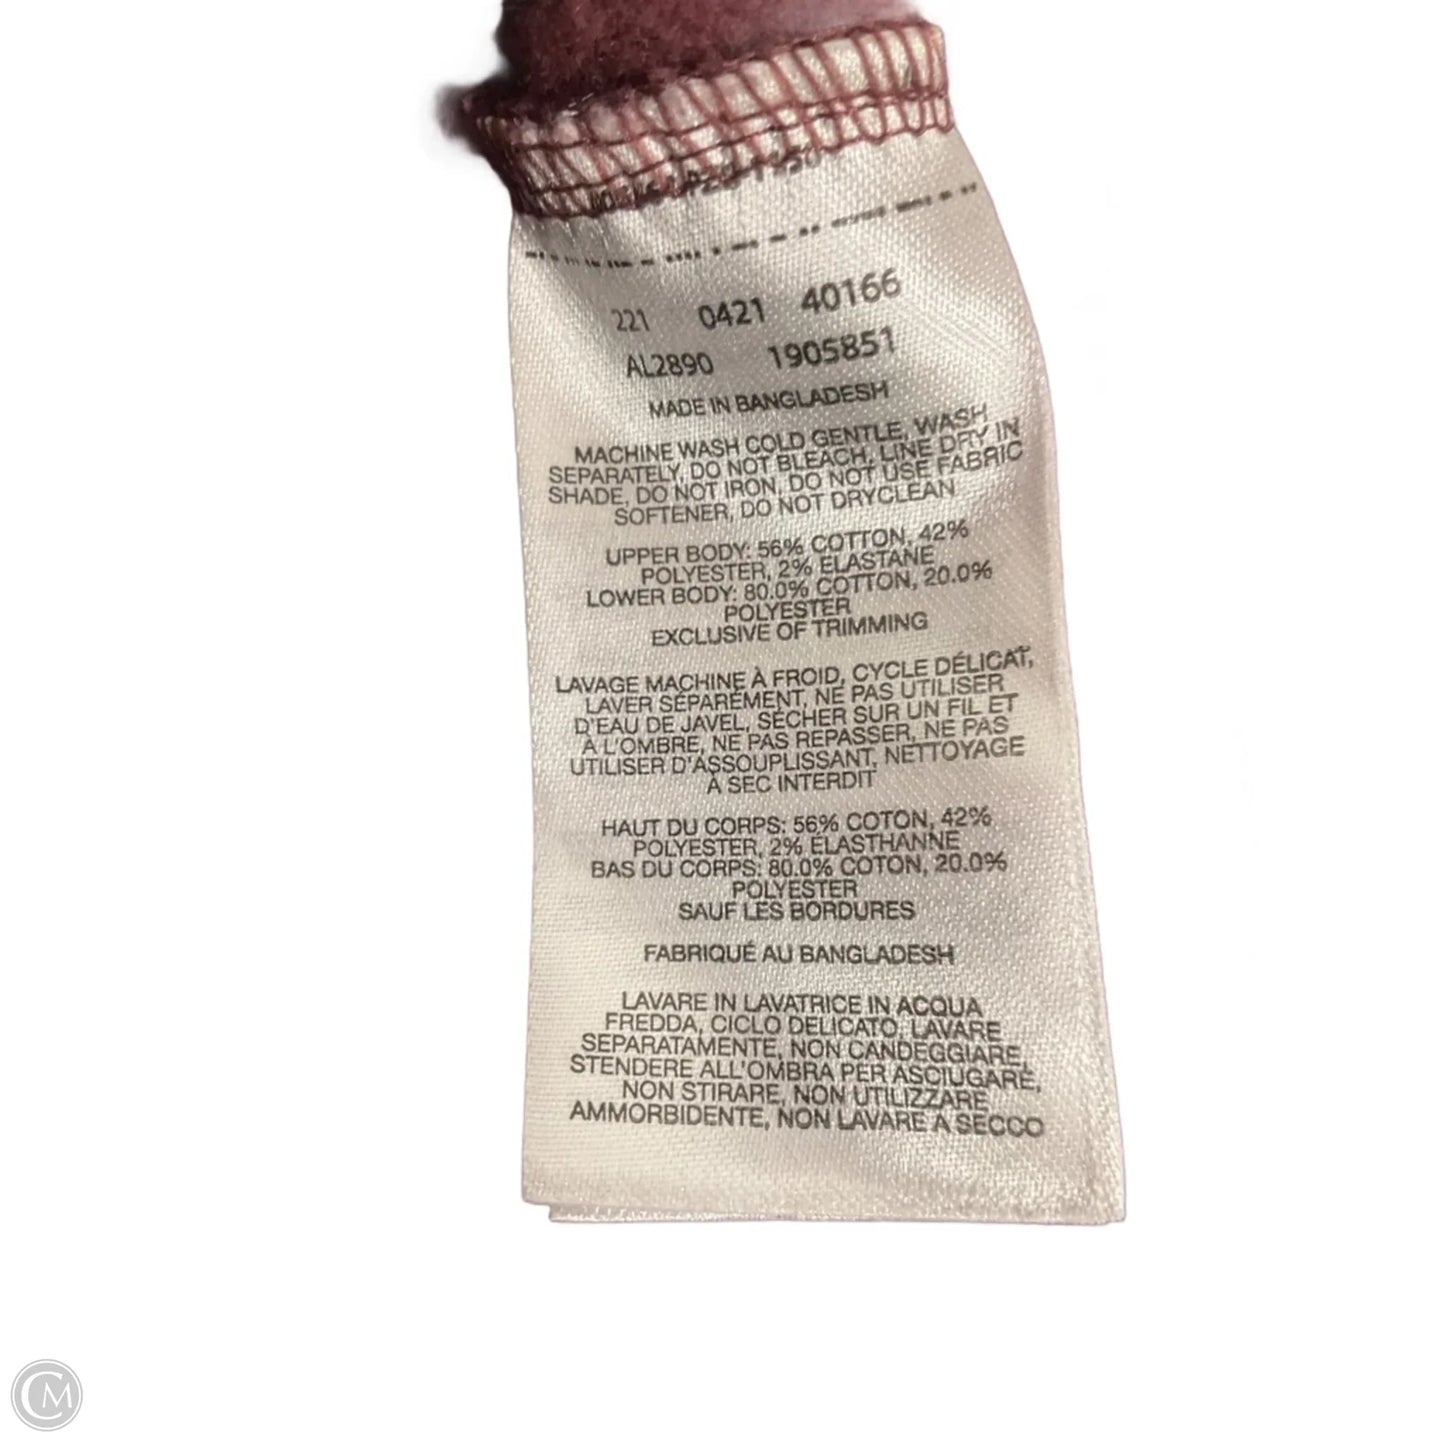 221 0421 40166
AL2890 1905851
MADE IN BANGLADESH
MACHINE WASH COLD GENTLE, WASH
SEPARATELY, DO NOT BLEACH, LINE DRY IN
SHADE, DO NOT IRON, DO NOT USE FABRIC
SOFTENER, DO NOT DRYCLEAN
UPPER BODY: 56% COTTON, 42%
POLYESTER, 2% ELASTANE
LOWER BODY: 80.0% COTTON, 20.0%
POLYESTER
EXCLUSIVE OF TRIMMING
LAVAGE MACHINE À FROID, CYCLE DÉLICAT,
LAVER SÉPARÉMENT, NE PAS UTILISER
D'EAU DE JAVEL, SÉCHER SUR UN FIL ET
À L'OMBRE, NE PAS REPASSER, NE PAS
UTILISER D'ASSOUPLISSANT, NETTOYAGE
À SEC INTERDIT
HAUT DU CORPS: 56% COTON, 42%
POLYESTER, 2% ÉLASTHANNE
BAS DU CORPS: 80.0% COTON, 20.0%
POLYESTER
SAUF LES BORDURES
FABRIQUÉ AU BANGLADESH
LAVARE IN LAVATRICE IN ACQUA
FREDDA, CICLO DELICATO, LAVARE
SEPARATAMENTE, NON CANDEGGIARE,
STENDERE ALL'OMBRA PER ASCIUGARE,
NON STIRARE, NON UTILIZZARE
AMMORBIDENTE, NON LAVARE A SECCO
CM